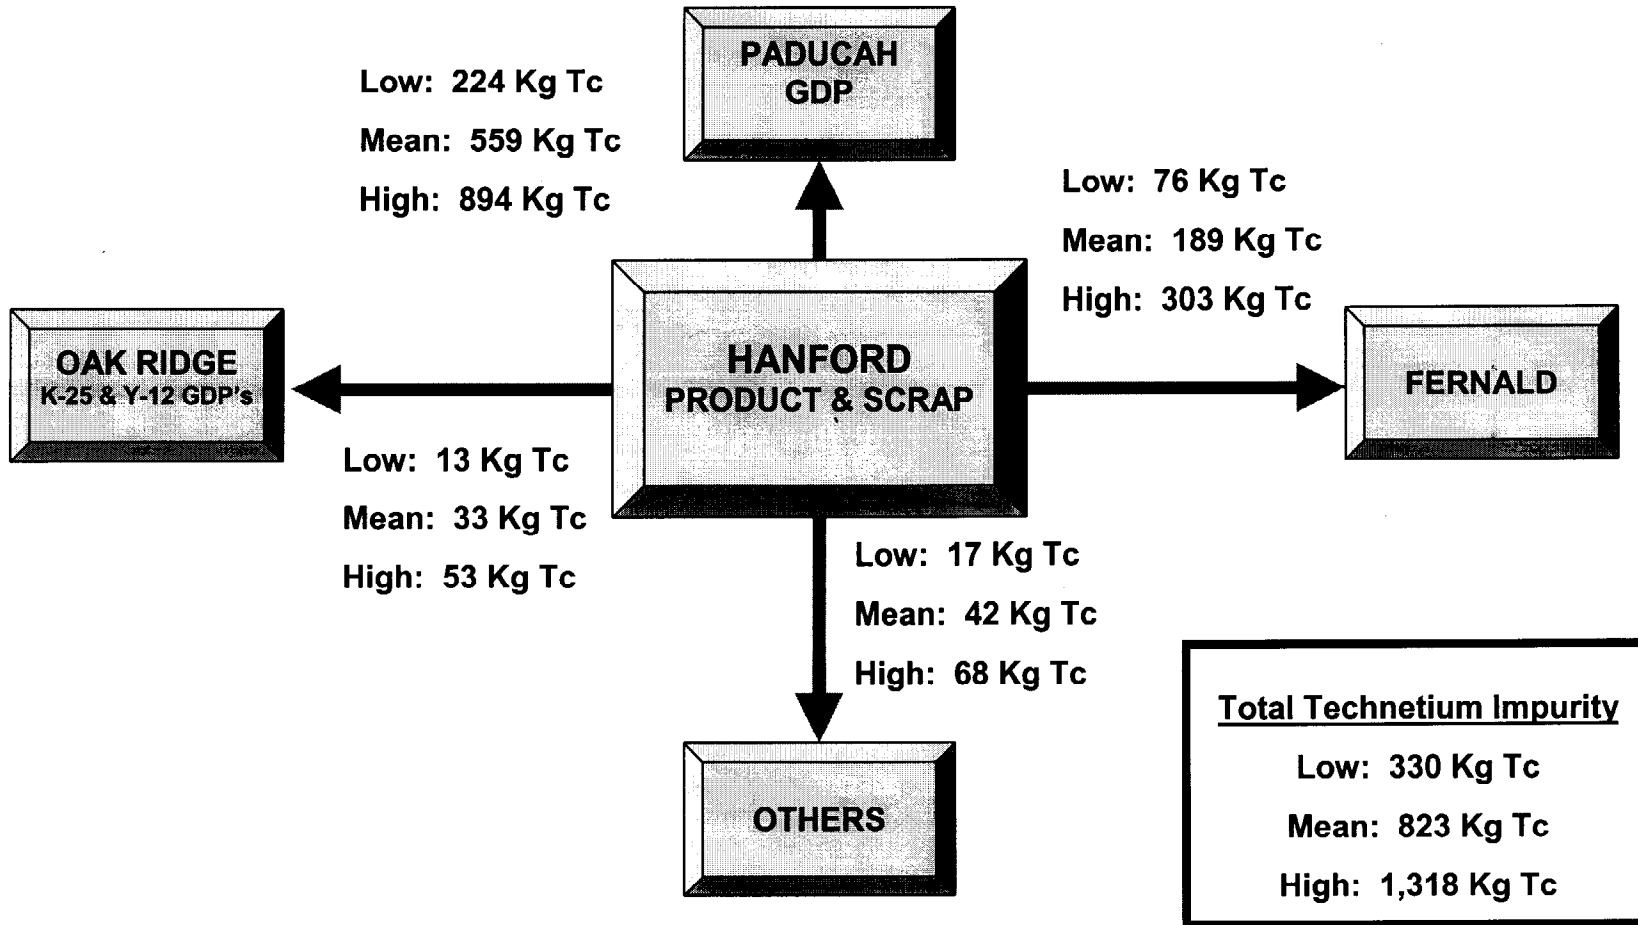 PADUCAH
GDP
Low: 224 Kg Tc
Mean: 559 Kg Tc
High: 894 Kg Tc
Low: 76 Kg Tc
Mean: 189 Kg Tc
High: 303 Kg Tc
OAK RIDGE
K-25 & Y-12 GDP's
HANFORD
PRODUCT & SCRAP
FERNALD
Low: 13 Kg Tc
Mean: 33 Kg Tc
High: 53 Kg Tc
Low: 17 Kg Tc
Mean: 42 Kg Tc
High: 68 Kg Tc
OTHERS
Total Technetium Impurity
Low: 330 Kg Tc
Mean: 823 Kg Tc
High: 1,318 Kg Tc